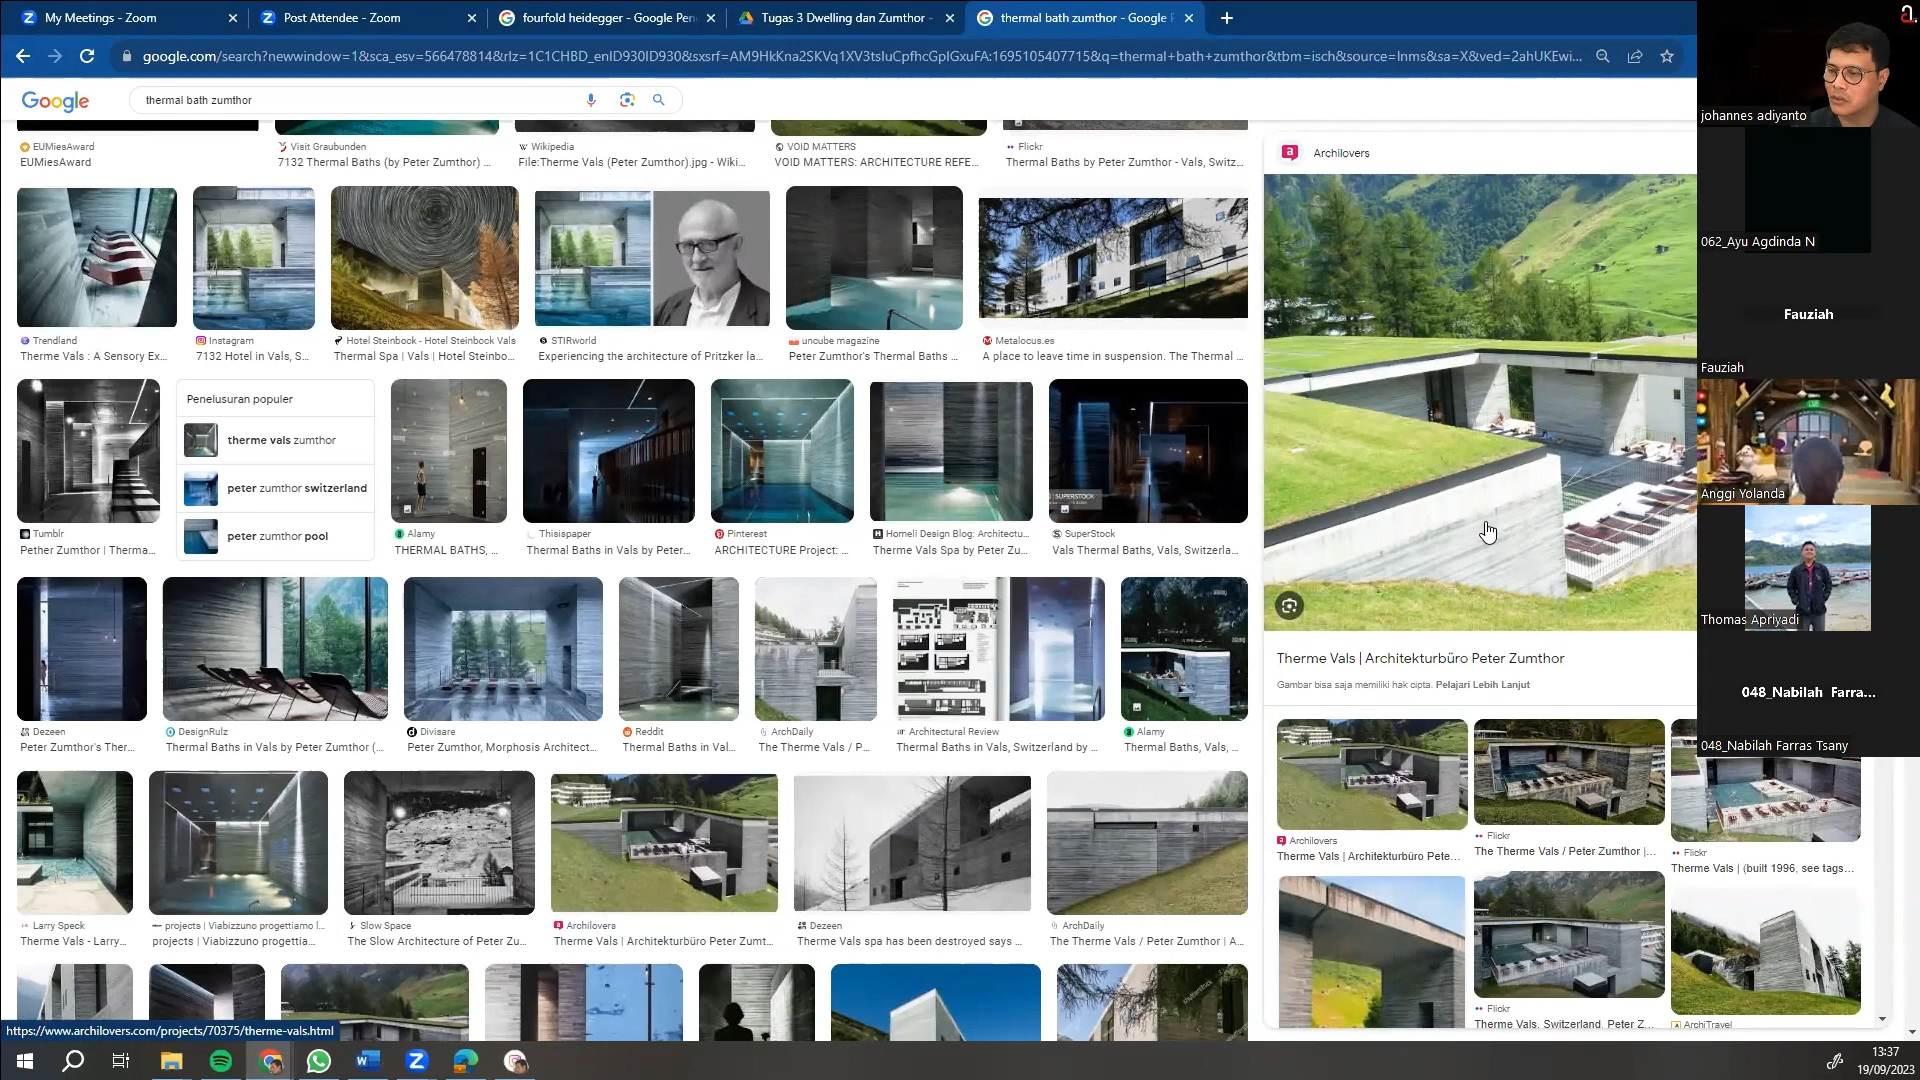 My Meetings - Zoom
Post Attendee - Zoom
fourfold heidegger - Google Pen
Tugas 3 Dwelling dan Zumthor -
thermal bath zumthor - Google P
google.com/search?newwindow=1&sca_esv=566478814&rlz=1C1CHBD_enID930ID930&sxsrf=AM9HkKna2SKVq1XV3tsIuCpfhcGpIGxuFA:1695105407715&q=thermal+bath+zumthor&tbm=isch&source=lnms&sa=X&ved=2ahUKEwi...
Google
thermal bath zumthor
EUMiesAward
EUMiesAward
Visit Graubunden
7132 Thermal Baths (by Peter Zumthor) ...
Wikipedia
File:Therme Vals (Peter Zumthor).jpg - Wiki...
VOID MATTERS
VOID MATTERS: ARCHITECTURE REFE...
Flickr
Thermal Baths by Peter Zumthor - Vals, Switz...
Trendland
Therme Vals : A Sensory Ex...
Instagram
7132 Hotel in Vals, S...
Hotel Steinbock - Hotel Steinbock Vals
Thermal Spa | Vals | Hotel Steinbo...
STIRworld
Experiencing the architecture of Pritzker la...
uncube magazine
Peter Zumthor's Thermal Baths ...
Metalocus.es
A place to leave time in suspension. The Thermal ...
Tumblr
Pether Zumthor | Therma...
Penelusuran populer
therme vals zumthor
peter zumthor switzerland
peter zumthor pool
Alamy
THERMAL BATHS, ...
Thisispaper
Thermal Baths in Vals by Peter...
Pinterest
ARCHITECTURE Project: ...
Homeli Design Blog: Architectu...
Therme Vals Spa by Peter Zu...
SUPERSTOCK
SuperStock
Vals Thermal Baths, Vals, Switzerla...
Dezeen
Peter Zumthor's Ther...
DesignRulz
Thermal Baths in Vals by Peter Zumthor (...
Divisare
Peter Zumthor, Morphosis Architect...
Reddit
Thermal Baths in Val...
ArchDaily
The Therme Vals / P...
Architectural Review
Thermal Baths in Vals, Switzerland by ...
Alamy
Thermal Baths, Vals, ...
Larry Speck
Therme Vals - Larry...
projects | Viabizzuno progettiamo l...
projects | Viabizzuno progettia...
Slow Space
The Slow Architecture of Peter Zu...
Archilovers
Therme Vals | Architekturbüro Peter Zumt...
Dezeen
Therme Vals spa has been destroyed says ...
ArchDaily
The Therme Vals / Peter Zumthor | A...
Archilovers
Therme Vals | Architekturbüro Peter Zumthor
Gambar bisa saja memiliki hak cipta. Pelajari Lebih Lanjut
Archilovers
Therme Vals | Architekturbüro Pete...
Flickr
The Therme Vals / Peter Zumthor |...
Flickr
Therme Vals | (built 1996, see tags...
Flickr
Therme Vals, Switzerland, Peter Z...
ArchiTravel
johannes adiyanto
062_Ayu Agdinda N
Fauziah
Fauziah
Anggi Yolanda
Thomas Apriyadi
048_Nabilah Farra...
048_Nabilah Farras Tsany
https://www.archilovers.com/projects/70375/therme-vals.html
13:37
19/09/2023